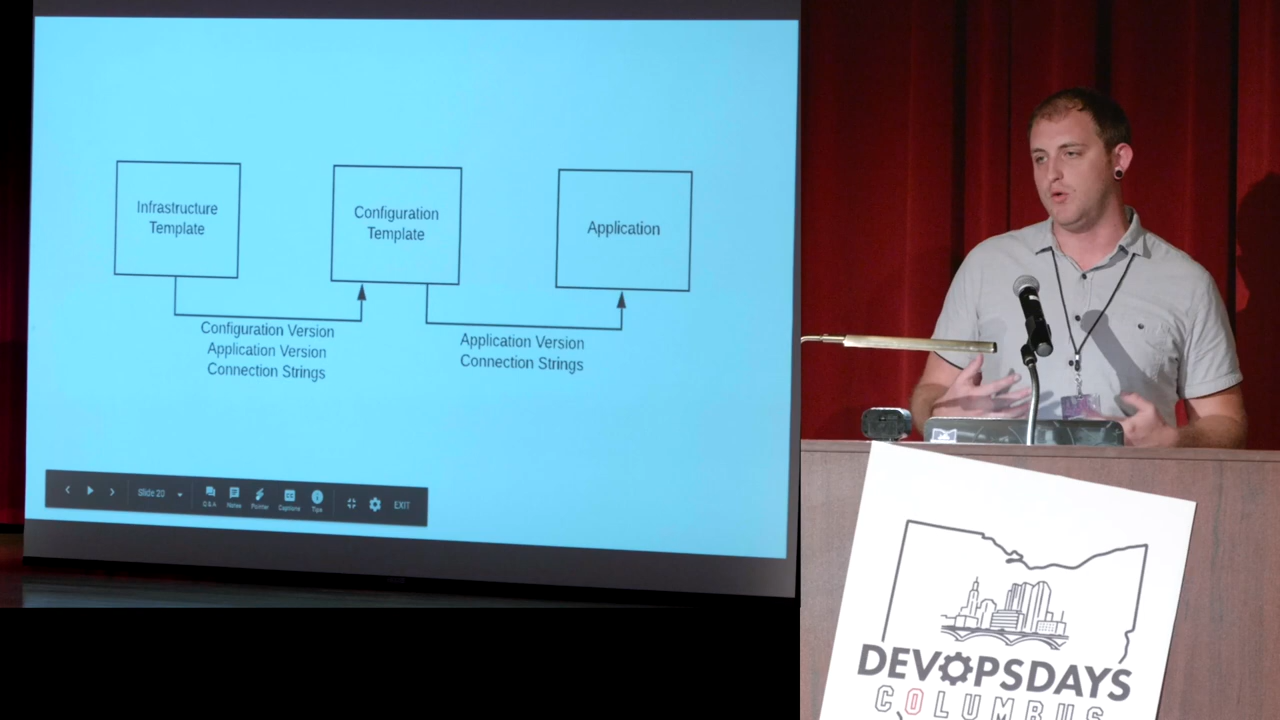 Infrastructure
Template
Configuration
Template
Application
Configuration Version
Application Version
Connection Strings
Application Version
Connection Strings
Slide 20
Q&A
Notes
Pointer
Captions
Tips
EXIT
DEVOPSDAYS
COLUMBUS